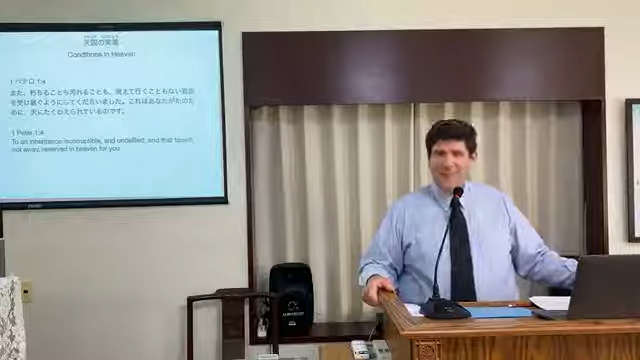 天国の実電
Conditions in Heaven
1 ペテロ 1:4
また、朽ちることも汚れることも、消えて行くこともない資産
を受け継ぐようにしてくださいました。これはあなたがたのた
めに、天にたくわえられているのです。
1 Peter 1:4
To an inheritance incorruptible, and undefiled, and that fadeth
not away, reserved in heaven for you